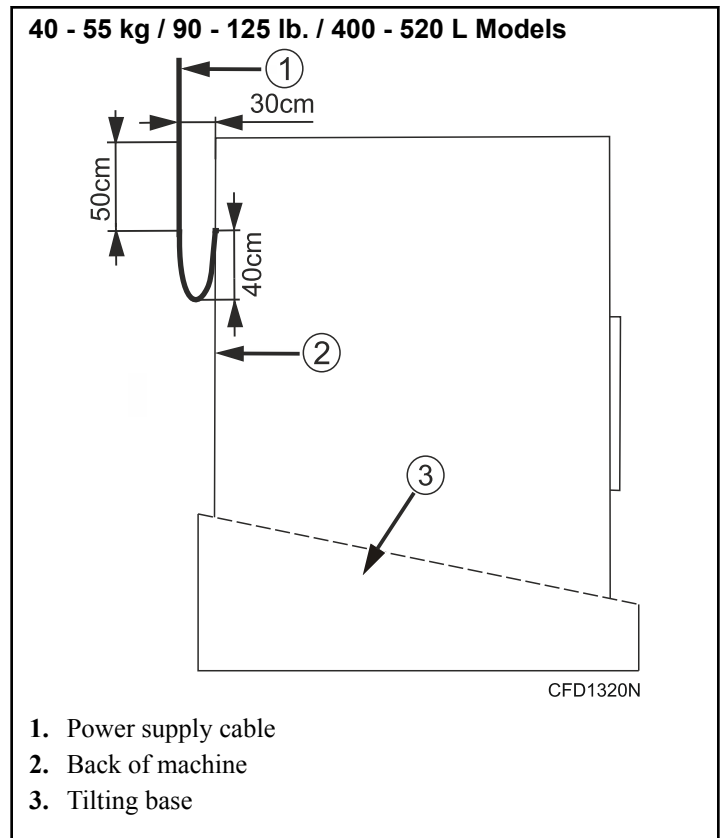 40 - 55 kg / 90 - 125 lb. / 400 - 520 L Models
1
30cm
50cm
40cm
2
3
CFD1320N
1. Power supply cable
2. Back of machine
3. Tilting base